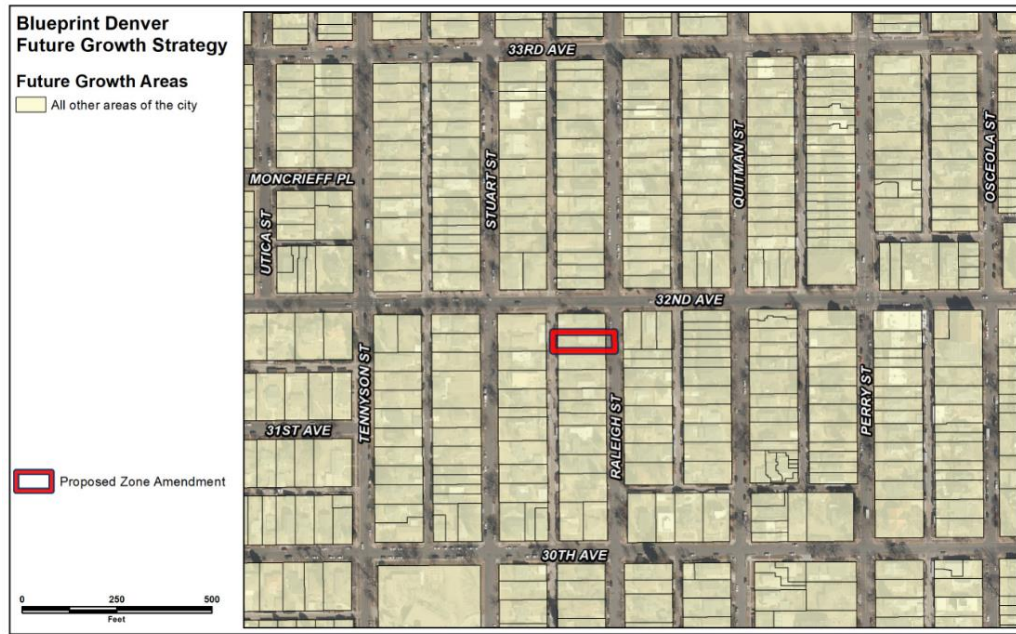 Blueprint Denver
Future Growth Strategy
Future Growth Areas
All other areas of the city
Proposed Zone Amendment
0 250 500
Feet
33RD AVE
MONCRIEFF PL
UTICA ST
STUART ST
QUITMAN ST
OSCEOLA ST
32ND AVE
TENNYSON ST
31ST AVE
RALEIGH ST
PERRY ST
30TH AVE